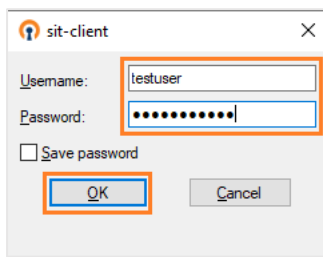 sit-client
Username: testuser
Password: ●●●●●●●●●●●
Save password
OK Cancel